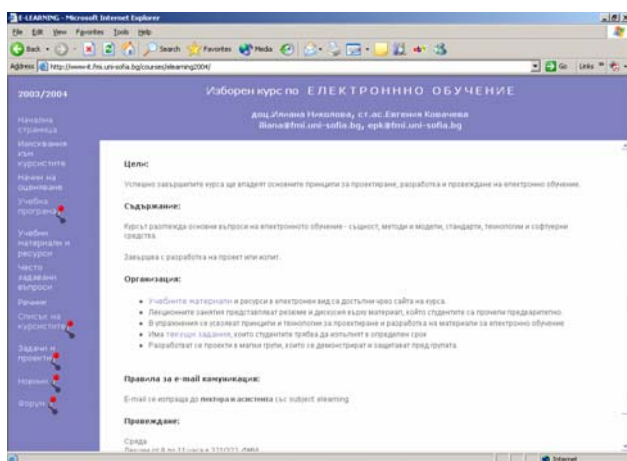 E-LEARNING - Microsoft Internet Explorer
File Edit View Favorites Tools Help
Back Search Favorites Media
Address http://www-it.fmi.uni-sofia.bg/courses/elearning2004/ Go Links
2003/2004
Начална страница
Изисквания към курсистите
Начин на оценяване
Учебна програма
Учебни материали и ресурси
Често задавани въпроси
Речник
Списък на курсистите
Задачи и проекти
Новини
Форум
Изборен курс по ЕЛЕКТРОНННО ОБУЧЕНИЕ
доц.Илиана Николова, ст.ас.Евгения Ковачева
iliana@fmi.uni-sofia.bg, epk@fmi.uni-sofia.bg
Цели:
Успешно завършилите курса ще владеят основните принципи за проектиране, разработка и провеждане на електронно обучение.
Съдържание:
Курсът разглежда основни въпроси на електронното обучение - същност, методи и модели, стандарти, технологии и софтуерни
средства.
Завършва с разработка на проект или изпит.
Организация:
Учебните материали и ресурси в електронен вид са достъпни чрез сайта на курса.
Лекционните занятия представляват резюме и дискусия върху материал, който студентите са прочели предварително.
В упражнения се усвояват принципи и технологии за проектиране и разработка на материали за електронно обучение
Има текущи задания, които студентите трябва да изпълнят в определен срок
Разработват се проекти в малки групи, които се демонстрират и защитават пред групата.
Правила за e-mail комуникация:
E-mail се изпраща до лектора и асистента със subject elearning
Провеждане:
Сряда
Лекции от 8 до 11 часа в
Internet